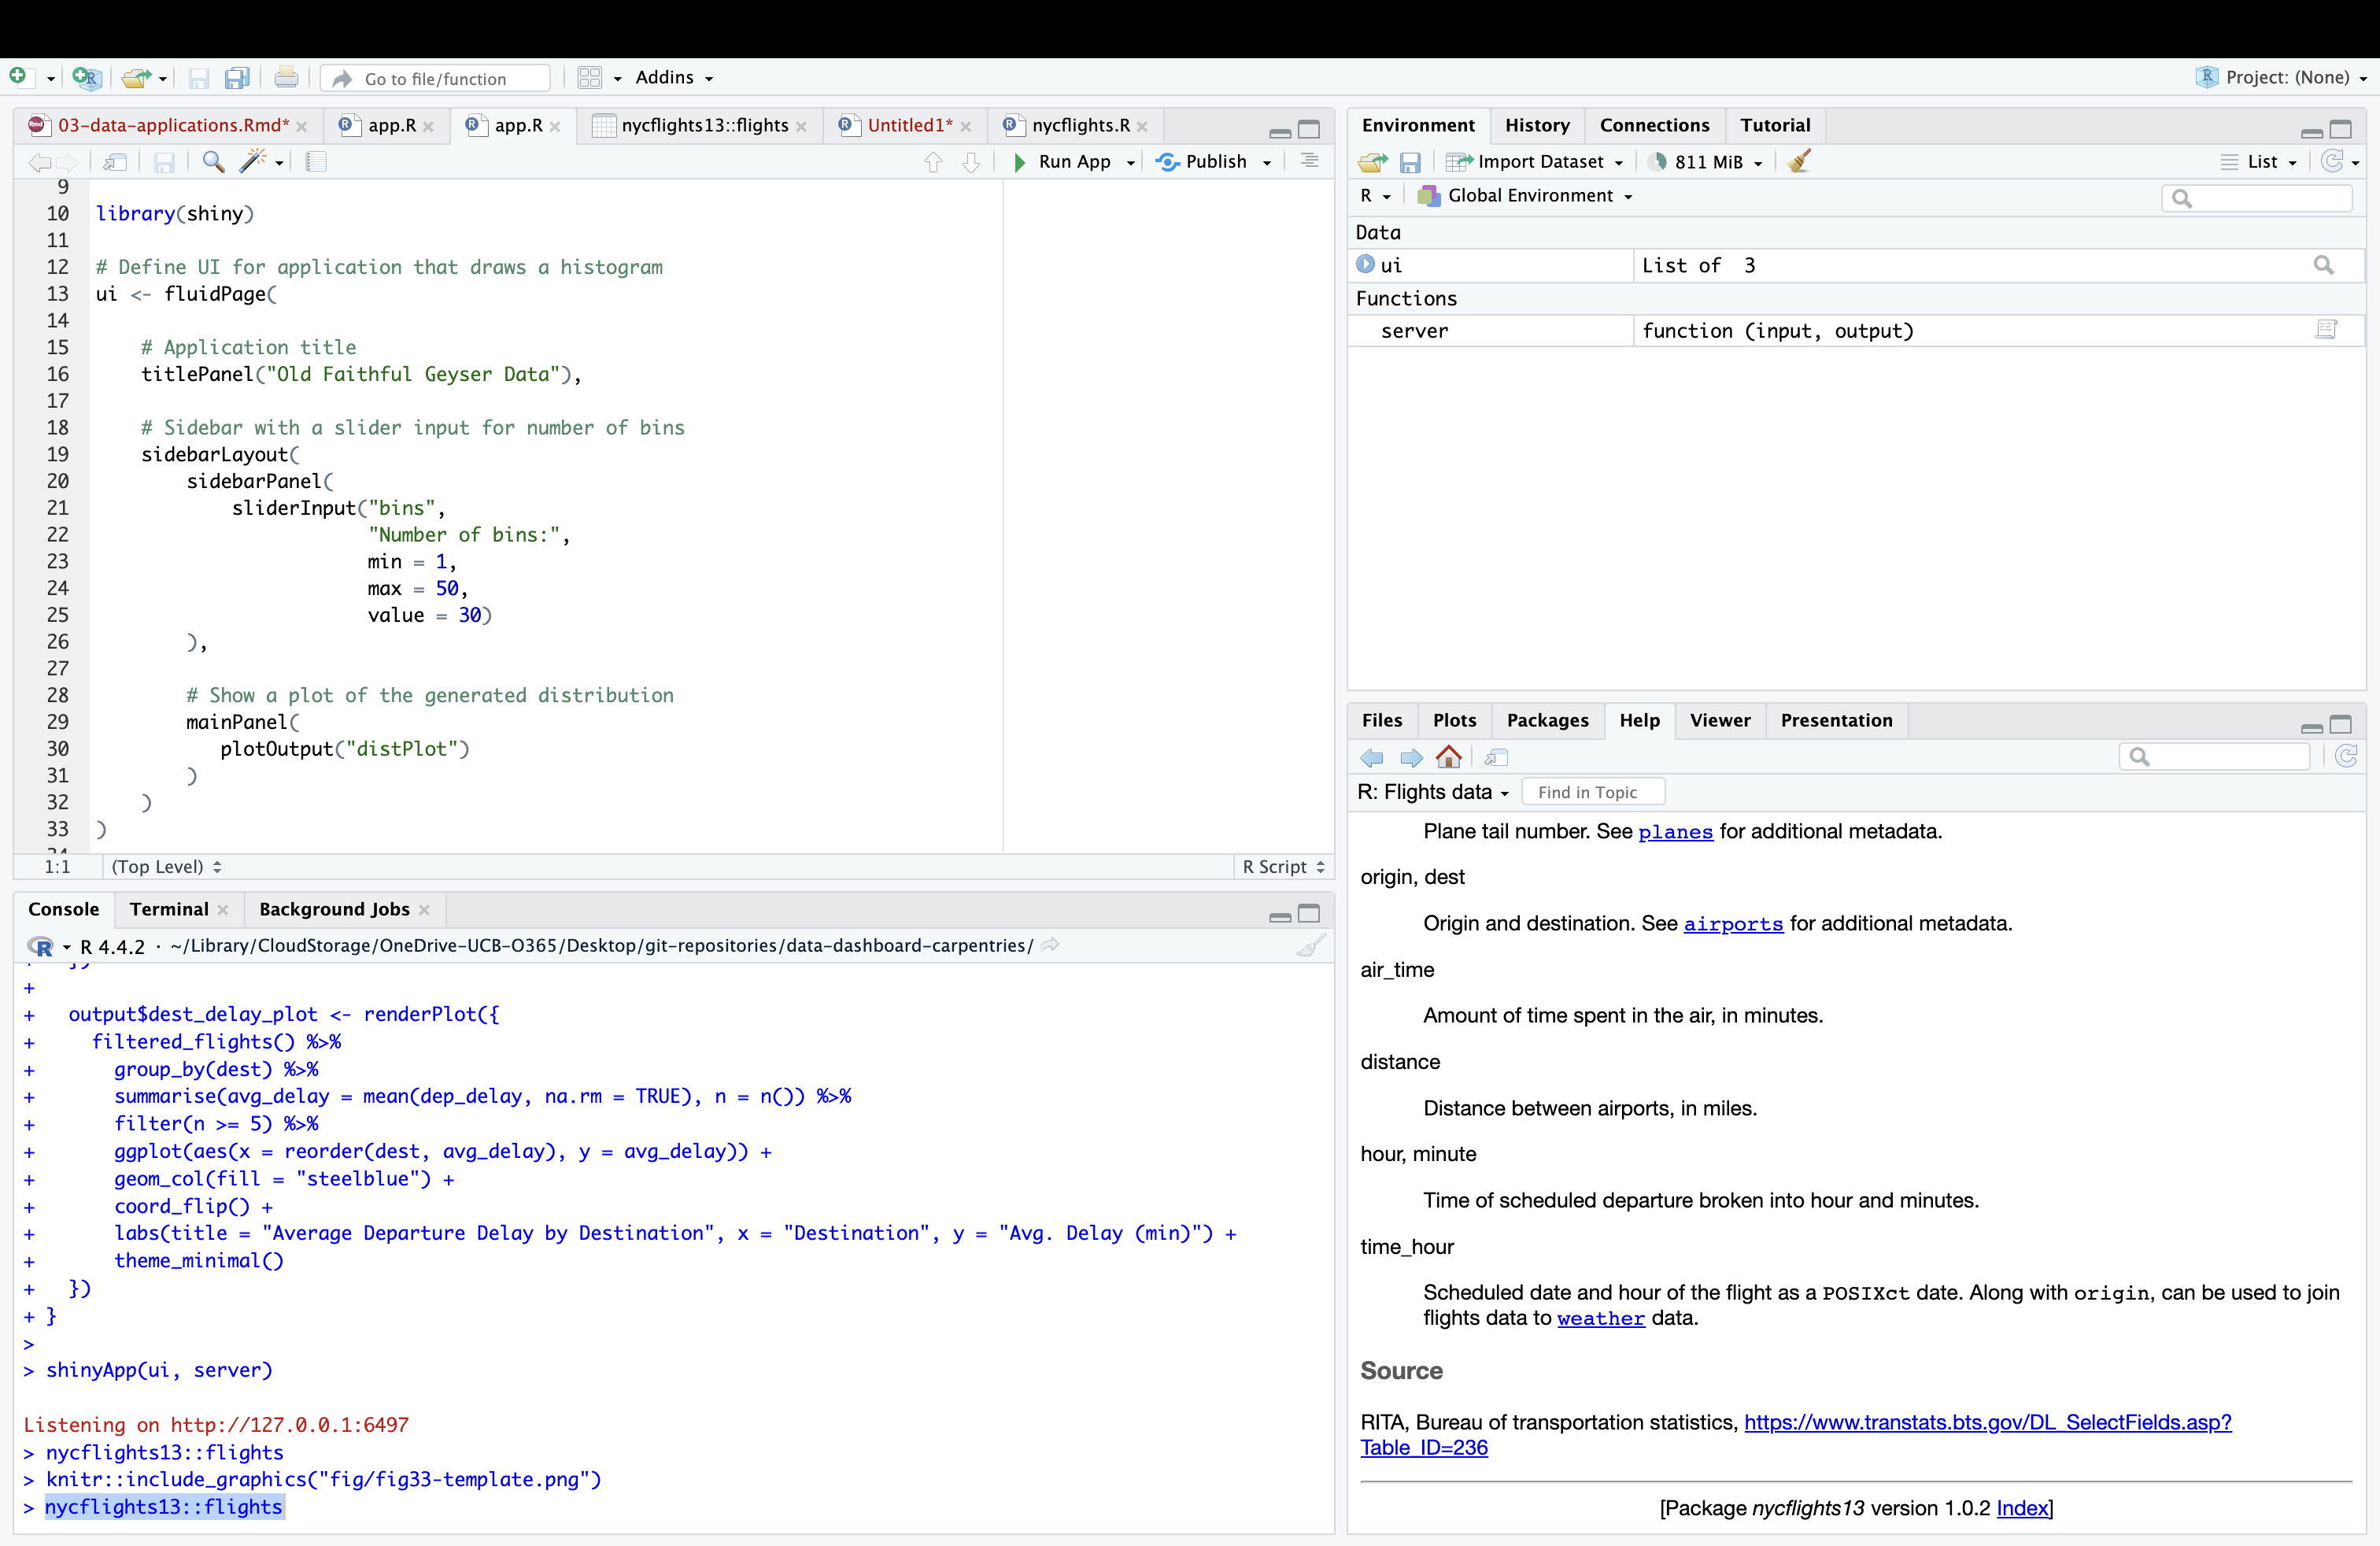 Go to file/function
Addins
Project: (None)
03-data-applications.Rmd*
app.R
app.R
nycflights13::flights
Untitled1*
nycflights.R
Run App
Publish
9
10 library(shiny)
11
12 # Define UI for application that draws a histogram
13 ui <- fluidPage(
14
15 # Application title
16 titlePanel("Old Faithful Geyser Data"),
17
18 # Sidebar with a slider input for number of bins
19 sidebarLayout(
20 sidebarPanel(
21 sliderInput("bins",
22 "Number of bins:",
23 min = 1,
24 max = 50,
25 value = 30)
26 ),
27
28 # Show a plot of the generated distribution
29 mainPanel(
30 plotOutput("distPlot")
31 )
32 )
33 )
1:1 (Top Level) R Script
Console Terminal Background Jobs
R 4.4.2 · ~/Library/CloudStorage/OneDrive-UCB-O365/Desktop/git-repositories/data-dashboard-carpentries/
+
+ output$dest_delay_plot <- renderPlot({
+ filtered_flights() %>%
+ group_by(dest) %>%
+ summarise(avg_delay = mean(dep_delay, na.rm = TRUE), n = n()) %>%
+ filter(n >= 5) %>%
+ ggplot(aes(x = reorder(dest, avg_delay), y = avg_delay)) +
+ geom_col(fill = "steelblue") +
+ coord_flip() +
+ labs(title = "Average Departure Delay by Destination", x = "Destination", y = "Avg. Delay (min)") +
+ theme_minimal()
+ })
+ }
>
> shinyApp(ui, server)
Listening on http://127.0.0.1:6497
> nycflights13::flights
> knitr::include_graphics("fig/fig33-template.png")
> nycflights13::flights
Environment History Connections Tutorial
Import Dataset 811 MiB List
R Global Environment
Data
ui List of 3
Functions
server function (input, output)
Files Plots Packages Help Viewer Presentation
R: Flights data Find in Topic
Plane tail number. See planes for additional metadata.
origin, dest
Origin and destination. See airports for additional metadata.
air_time
Amount of time spent in the air, in minutes.
distance
Distance between airports, in miles.
hour, minute
Time of scheduled departure broken into hour and minutes.
time_hour
Scheduled date and hour of the flight as a POSIXct date. Along with origin, can be used to join
flights data to weather data.
Source
RITA, Bureau of transportation statistics, https://www.transtats.bts.gov/DL_SelectFields.asp?
Table_ID=236
[Package nycflights13 version 1.0.2 Index]